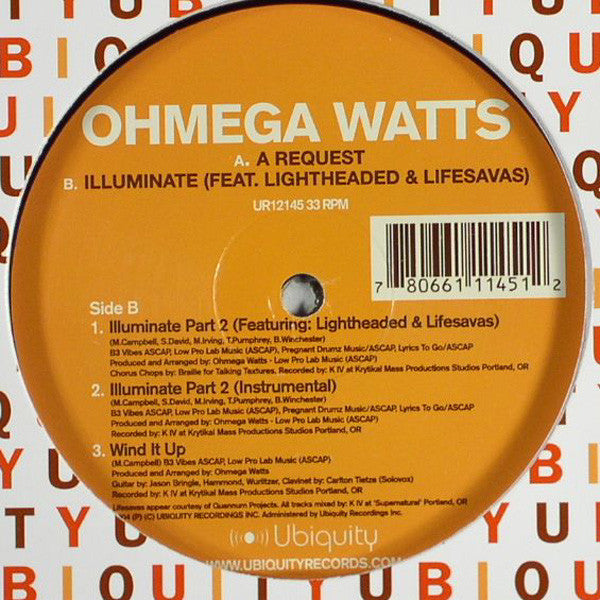 OHMEGA WATTS
A. A REQUEST
B. ILLUMINATE (FEAT. LIGHTHEADED & LIFESAVAS)
UR12145 33 RPM
7 80661 11451 2
Side B
1. Illuminate Part 2 (Featuring: Lightheaded & Lifesavas)
(M.Campbell, S.David, M.Irving, T.Pumphrey, B.Winchester)
B3 Vibes ASCAP, Low Pro Lab Music (ASCAP), Pregnant Drumz Music/ASCAP, Lyrics To Go/ASCAP
Produced and Arranged by: Ohmega Watts - Low Pro Lab Music (ASCAP)
Chorus Chops by: Braille for Talking Textures. Recorded by: K IV at Krytikal Mass Productions Studios Portland, OR
2. Illuminate Part 2 (Instrumental)
(M.Campbell, S.David, M.Irving, T.Pumphrey, B.Winchester)
B3 Vibes ASCAP, Low Pro Lab Music (ASCAP), Pregnant Drumz Music/ASCAP, Lyrics To Go/ASCAP
Produced and Arranged by: Ohmega Watts - Low Pro Lab Music (ASCAP)
Recorded by: K IV at Krytikal Mass Productions Studios Portland, OR
3. Wind It Up
(M.Campbell) B3 Vibes ASCAP, Low Pro Lab Music (ASCAP)
Produced and Arranged by: Ohmega Watts
Guitar by: Jason Bringle, Hammond, Wurlitzer, Clavinet by: Carlton Tietze (Solovox)
Recorded by: K IV at Krytikal Mass Productions Studios Portland, OR
Lifesavas appear courtesy of Quannum Projects. All tracks mixed by: K IV at 'Supernatural' Portland, OR
(P) (C) UBIQUITY RECORDINGS INC. Administered by Ubiquity Recordings Inc.
Ubiquity
WWW.UBIQUITYRECORDS.COM